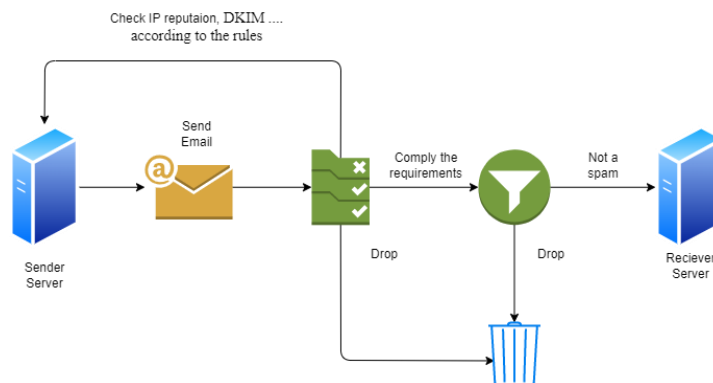 Check IP reputaion, DKIM ....
according to the rules
Send
Email
Comply the
requirements
Not a
spam
Sender
Server
Drop
Drop
Reciever
Server